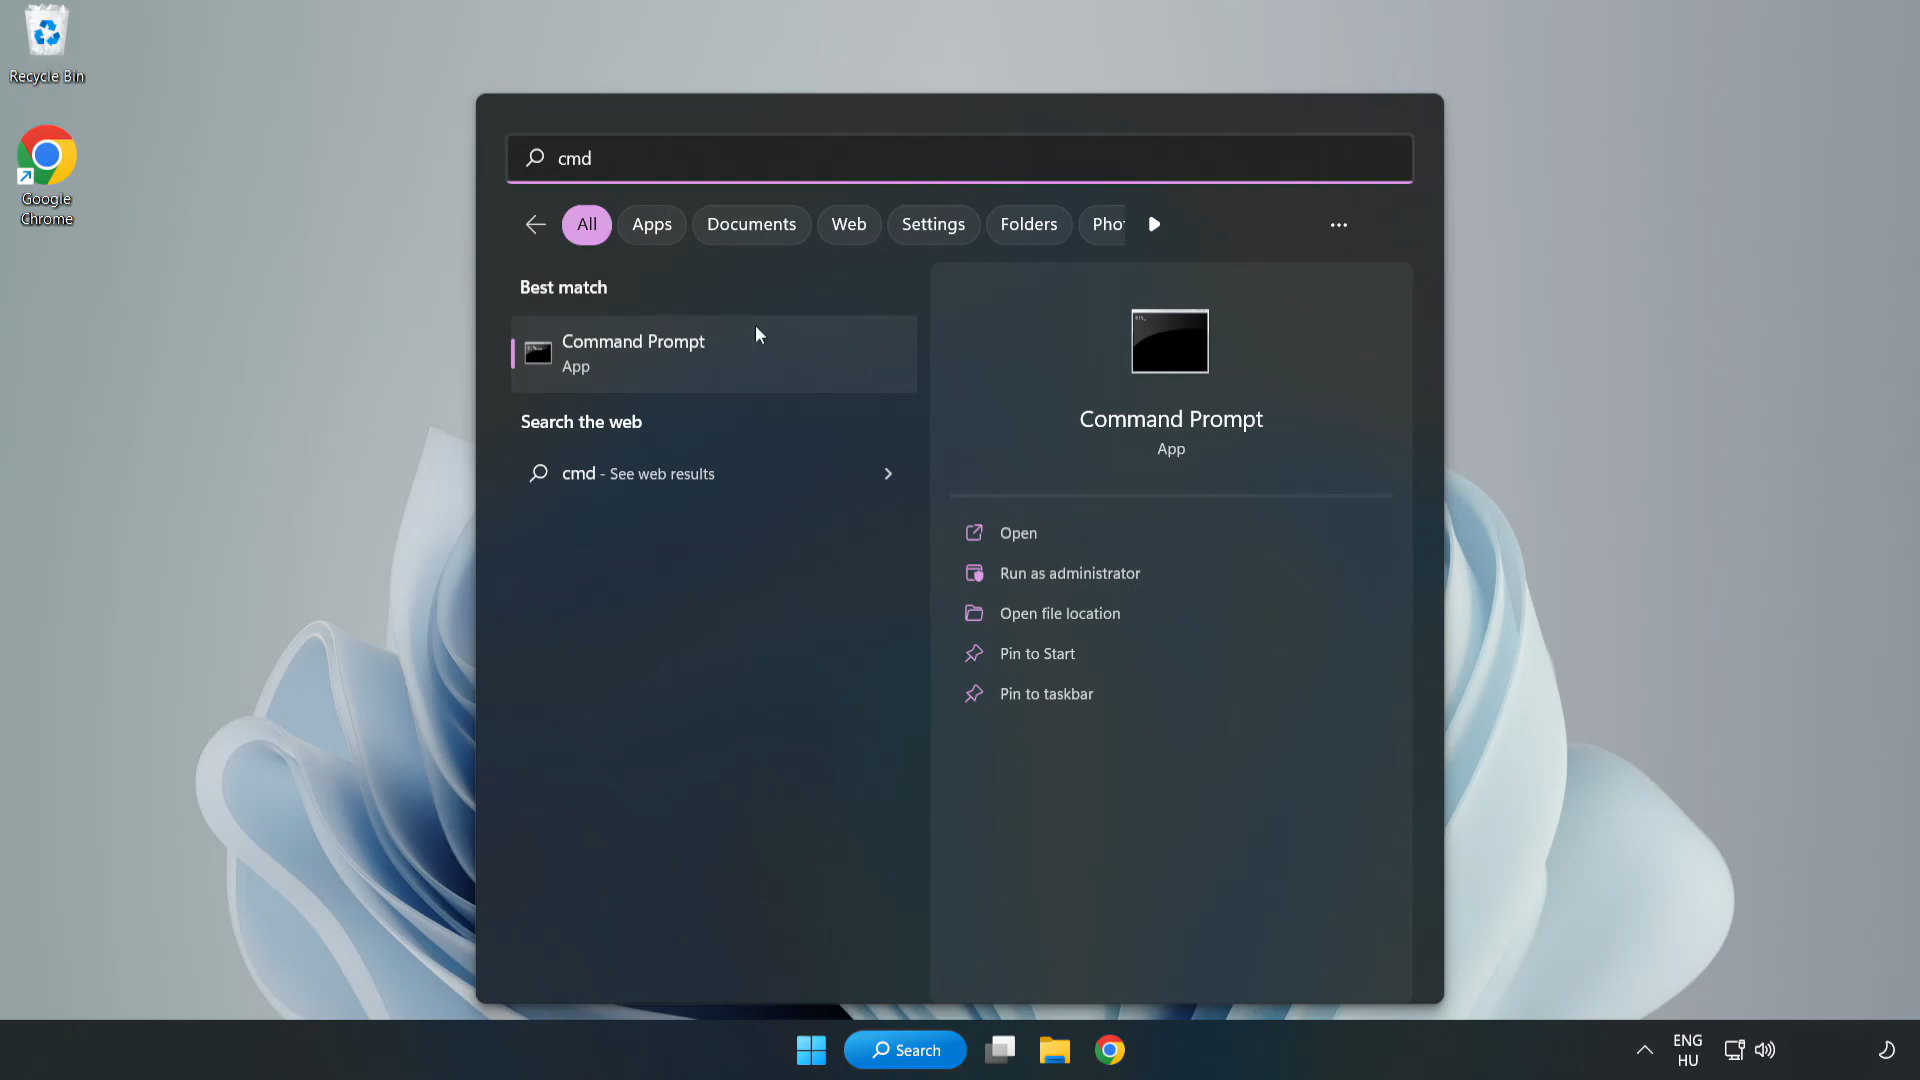 Recycle Bin
Google
Chrome
cmd
All
Apps
Documents
Web
Settings
Folders
Best match
Command Prompt
App
Search the web
cmd - See web results
Command Prompt
App
Open
Run as administrator
Open file location
Pin to Start
Pin to taskbar
Search
ENG
HU